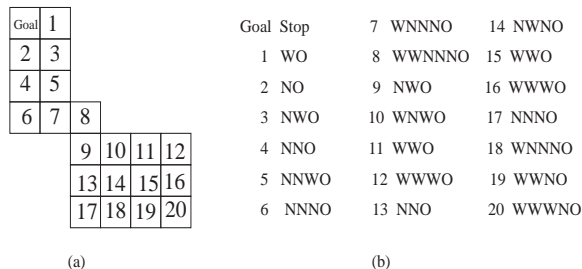 Goal 1
2 3
4 5
6 7 8
9 10 11 12
13 14 15 16
17 18 19 20
(a)
Goal Stop 7 WNNNO 14 NWNO
1 WO 8 WWNNNO 15 WWO
2 NO 9 NWO 16 WWWO
3 NWO 10 WNWO 17 NNNO
4 NNO 11 WWO 18 WNNNO
5 NNWO 12 WWWO 19 WWNO
6 NNNO 13 NNO 20 WWWNO
(b)